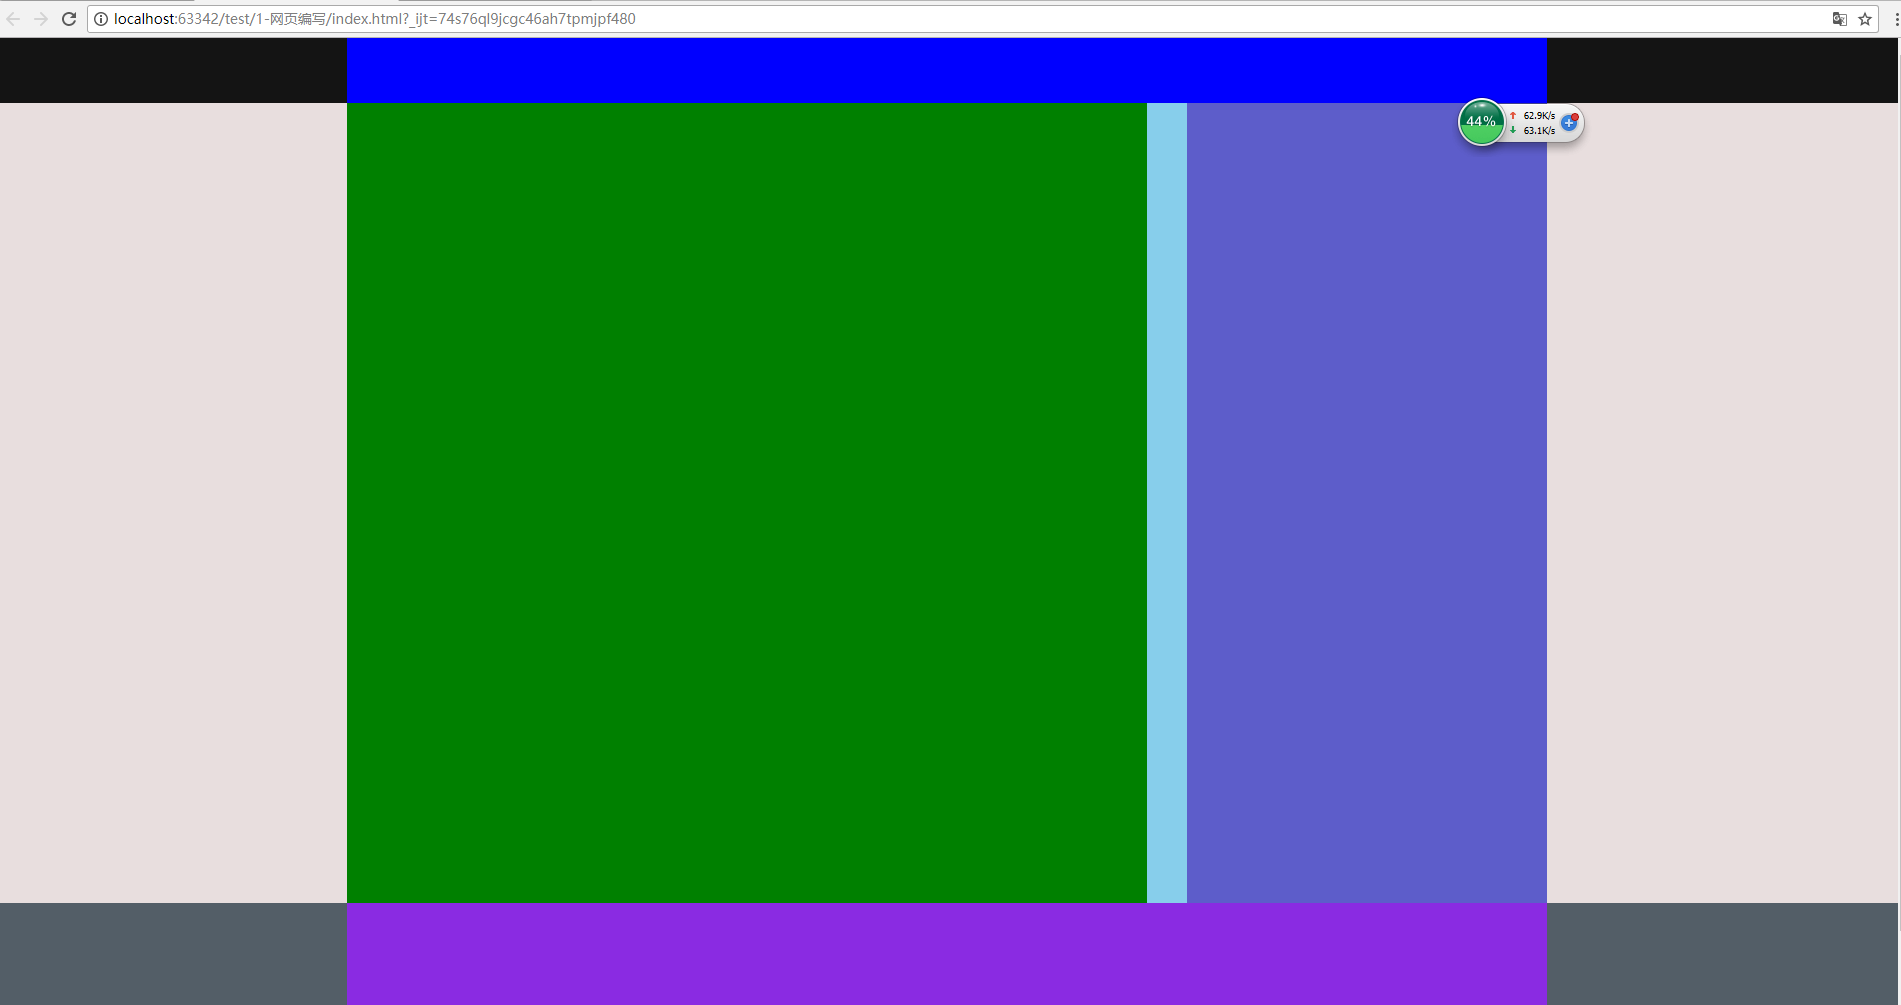 localhost:63342/test/1-网页编写/index.html?_ijt=74s76ql9jcgc46ah7tpmjpf480
44%
62.9K/s
63.1K/s